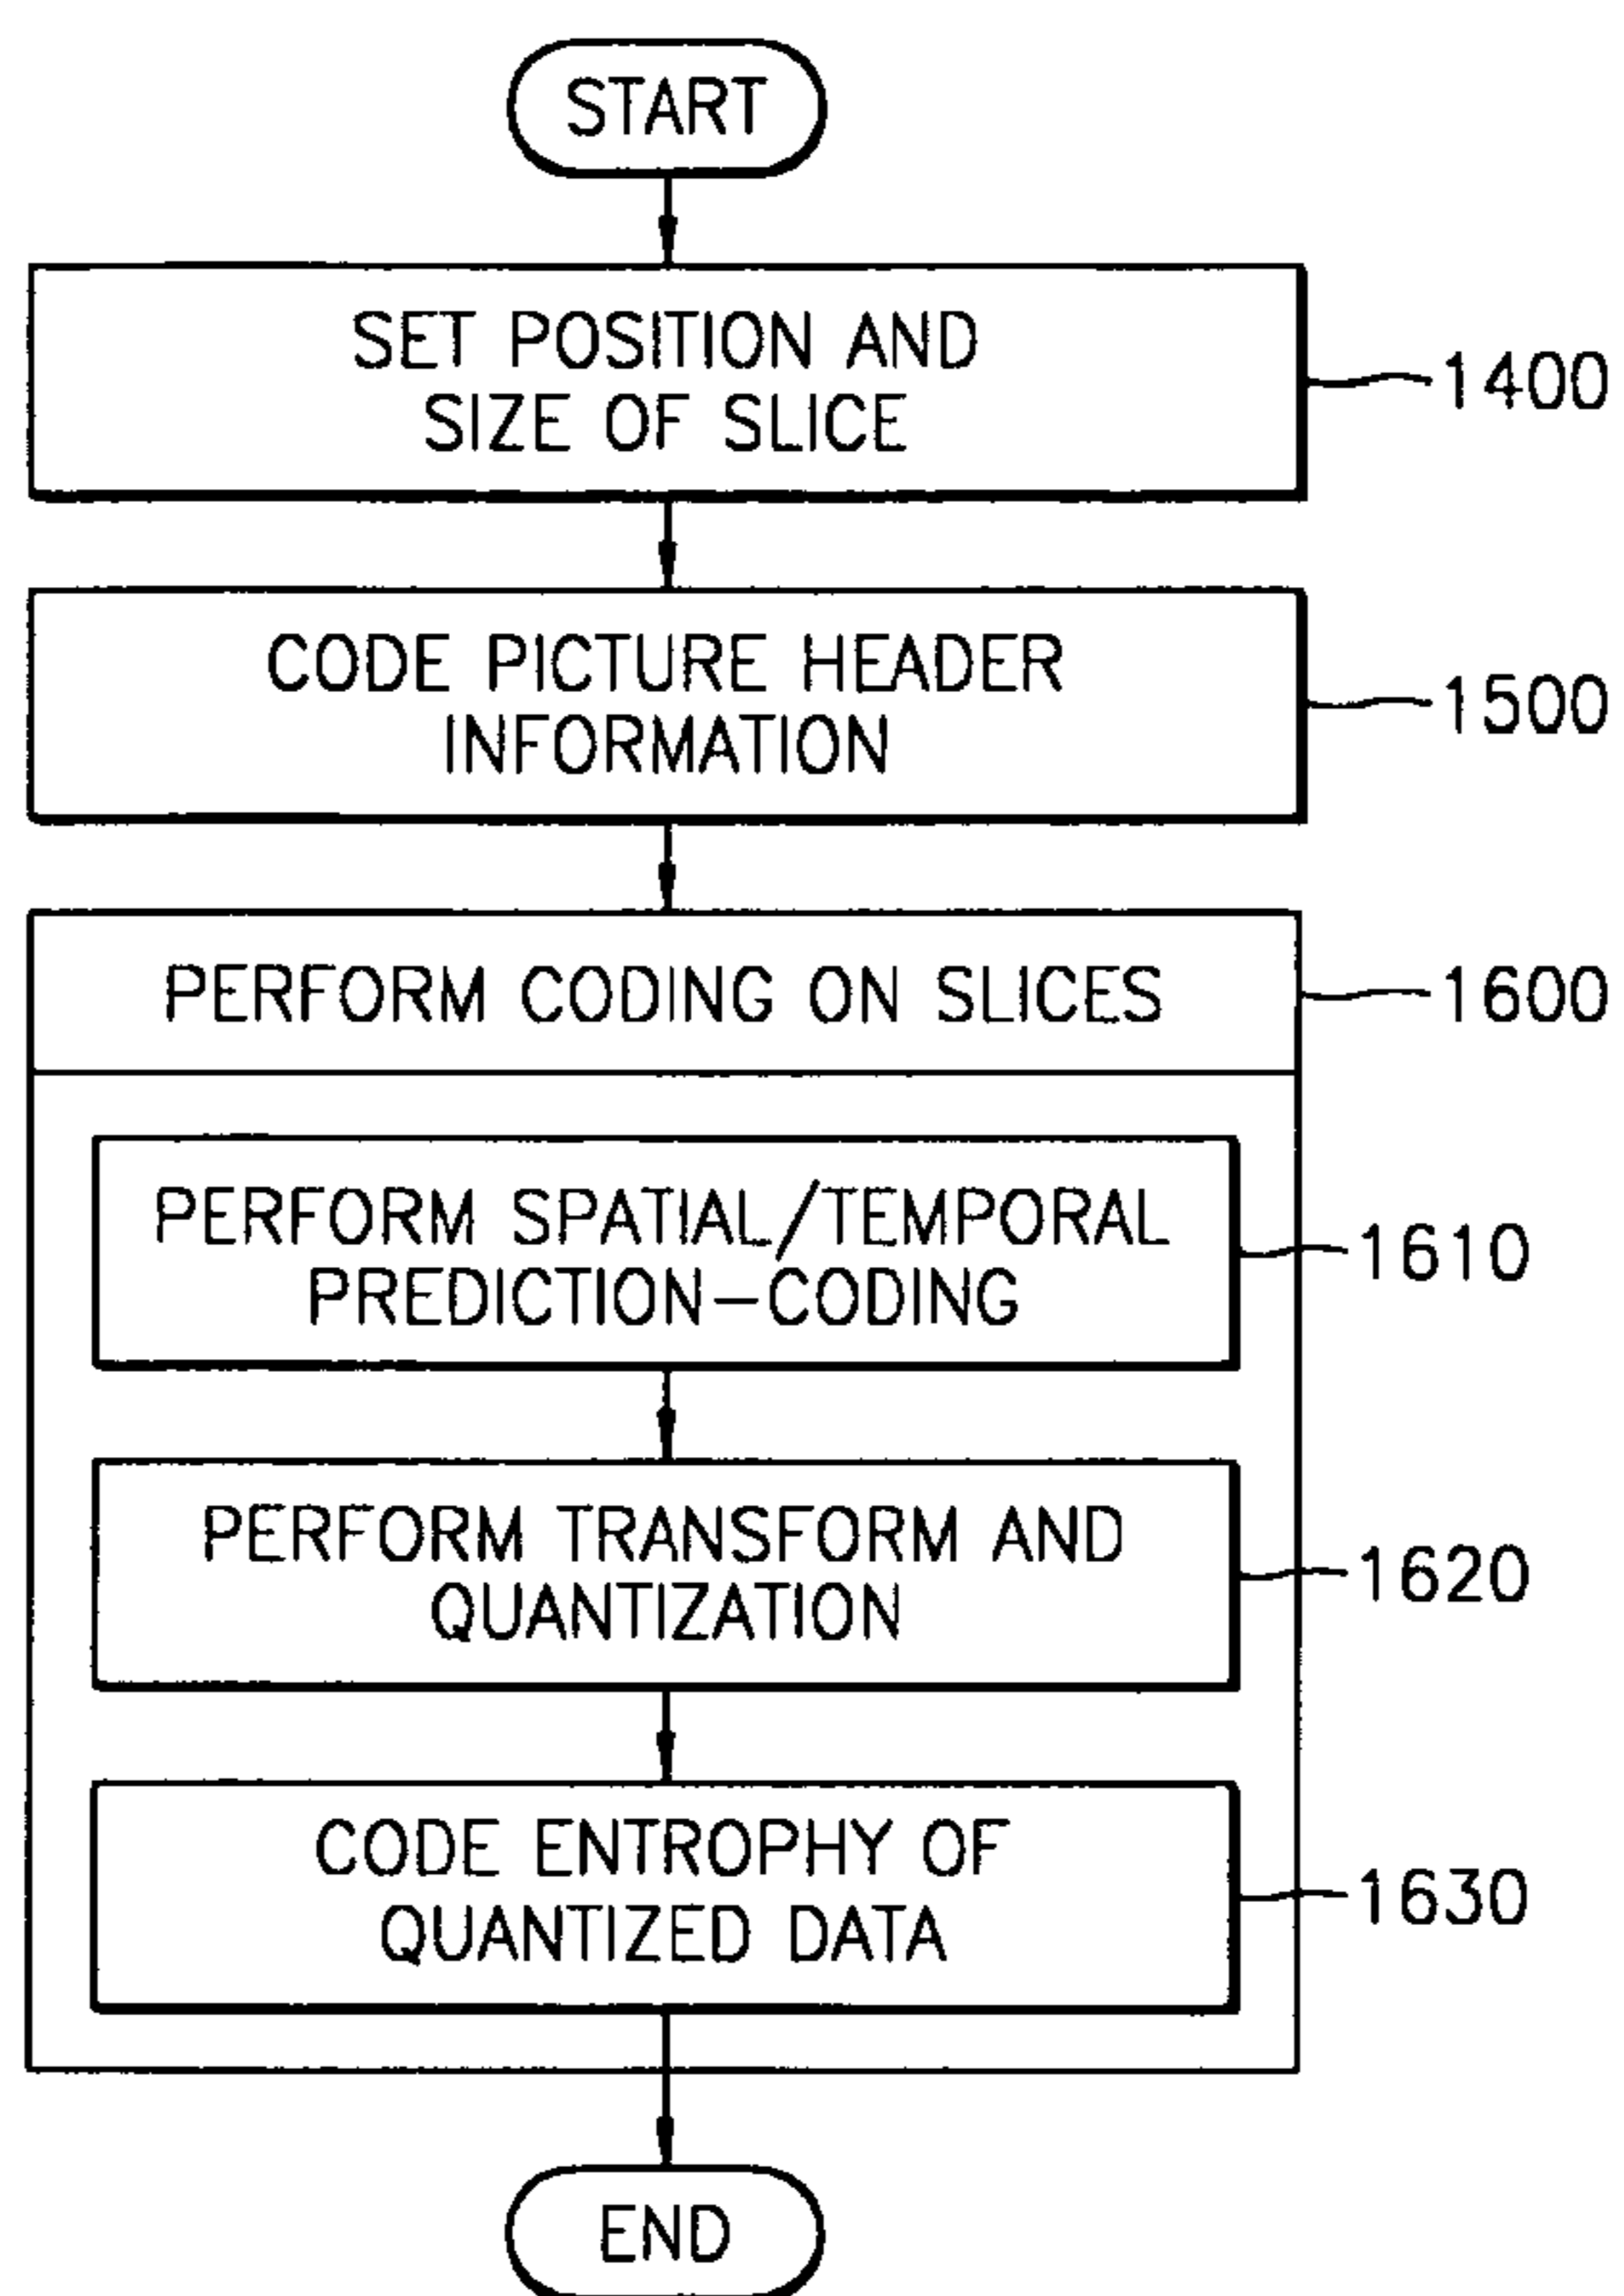 START
SET POSITION AND
SIZE OF SLICE
1400
CODE PICTURE HEADER
INFORMATION
1500
PERFORM CODING ON SLICES
1600
PERFORM SPATIAL/TEMPORAL
PREDICTION-CODING
1610
PERFORM TRANSFORM AND
QUANTIZATION
1620
CODE ENTROPHY OF
QUANTIZED DATA
1630
END